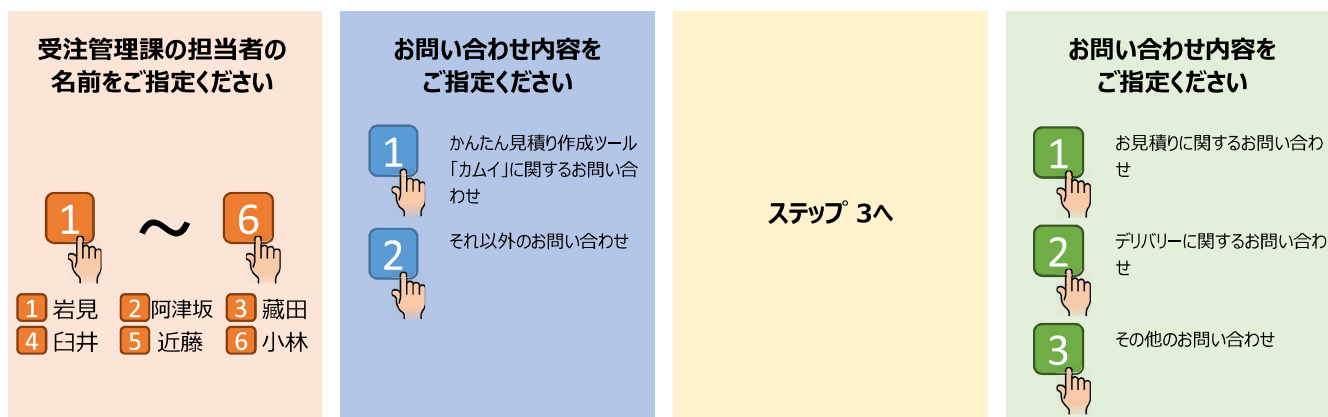 受注管理課の担当者の
名前をご指定ください
1 ～ 6
1 岩見 2 阿津坂 3 藏田
4 臼井 5 近藤 6 小林
お問い合わせ内容を
ご指定ください
1
かんたん見積り作成ツール
「カムイ」に関するお問い合
わせ
2
それ以外のお問い合わせ
ステップ 3へ
お問い合わせ内容を
ご指定ください
1
お見積りに関するお問い合わ
せ
2
デリバリーに関するお問い合わ
せ
3
その他のお問い合わせ